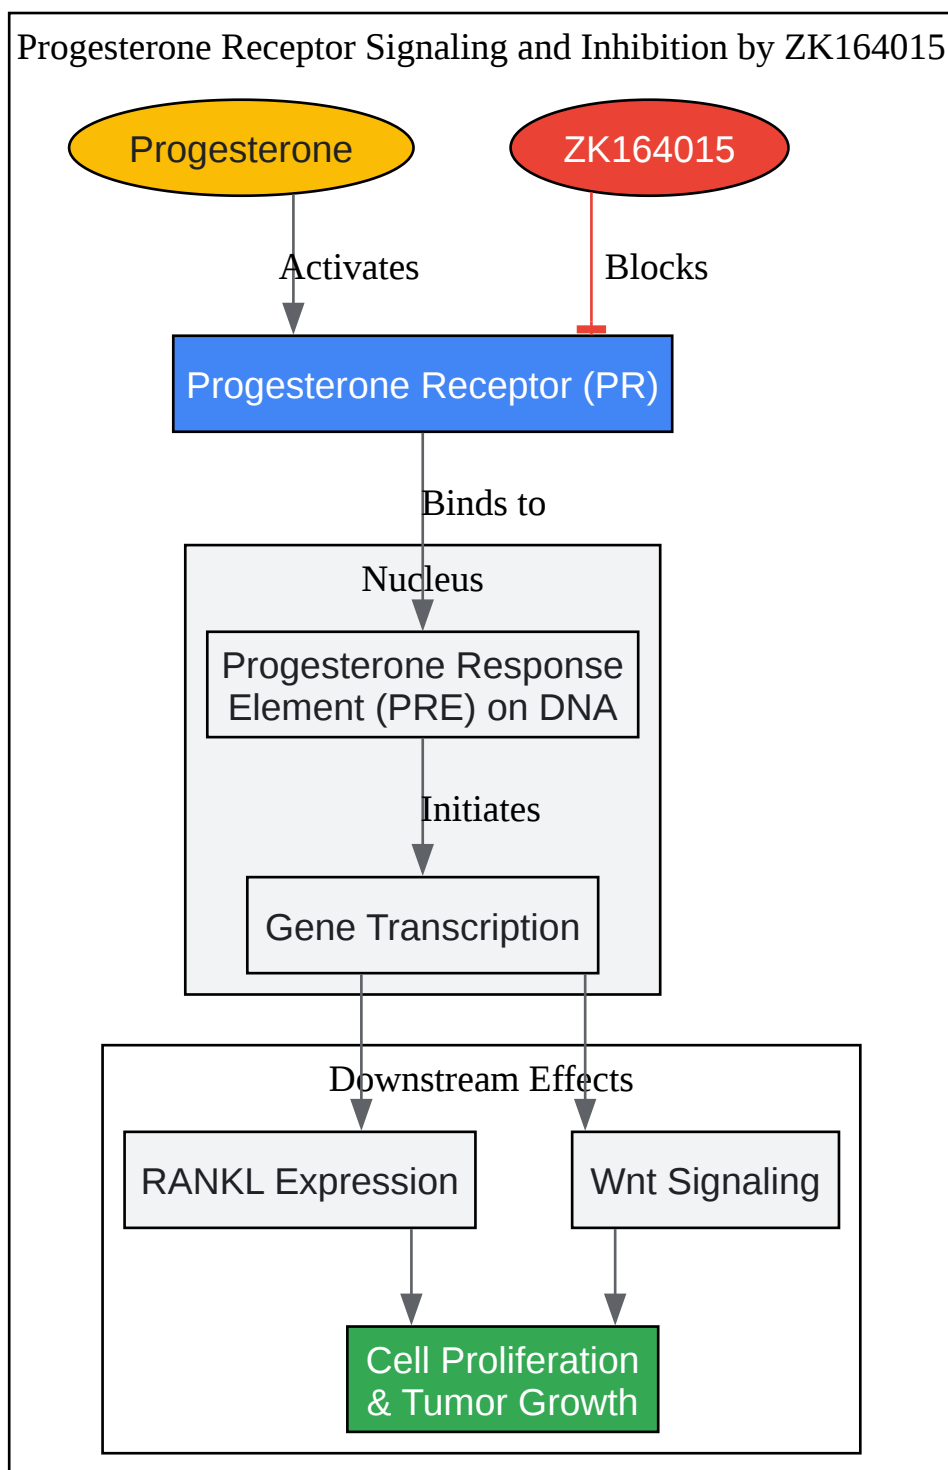 Progesterone Receptor Signaling and Inhibition by ZK164015
Progesterone
ZK164015
Activates
Blocks
Progesterone Receptor (PR)
Binds to
Nucleus
Progesterone Response
Element (PRE) on DNA
Initiates
Gene Transcription
Downstream Effects
RANKL Expression
Wnt Signaling
Cell Proliferation
& Tumor Growth